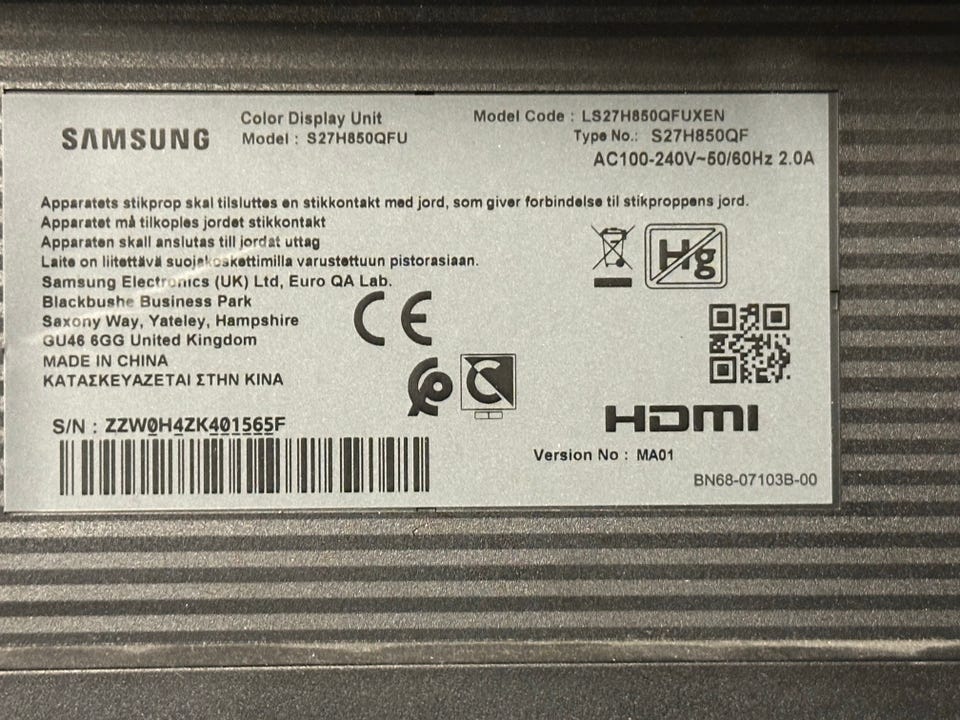 SAMSUNG
Color Display Unit
Model : S27H850QFU
Model Code : LS27H850QFUXEN
Type No.: S27H850QF
AC100-240V~50/60Hz 2.0A
Apparatets stikprop skal tilsluttes en stikkontakt med jord, som giver forbindelse til stikproppens jord.
Apparatet må tilkoples jordet stikkontakt
Apparaten skall anslutas till jordat uttag
Laite on liitettävä suojakoskettimilla varustettuun pistorasiaan.
Samsung Electronics (UK) Ltd, Euro QA Lab.
Blackbushe Business Park
Saxony Way, Yateley, Hampshire
GU46 6GG United Kingdom
MADE IN CHINA
ΚΑΤΑΣΚΕΥΑΖΕΤΑΙ ΣΤΗΝ ΚΙΝΑ
Hg
CE
S/N : ZZW0H4ZK401565F
HDMI
Version No : MA01
BN68-07103B-00